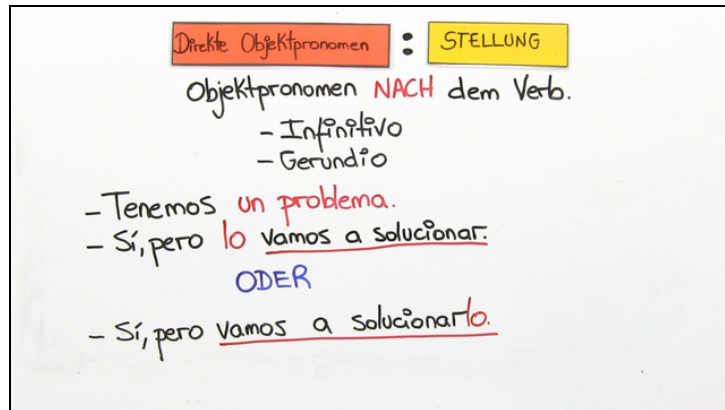 Direkte Objektpronomen : STELLUNG
Objektpronomen NACH dem Verb.
- Infinitivo
- Gerundio
- Tenemos un problema.
- Sí, pero lo vamos a solucionar.
ODER
- Sí, pero vamos a solucionarlo.